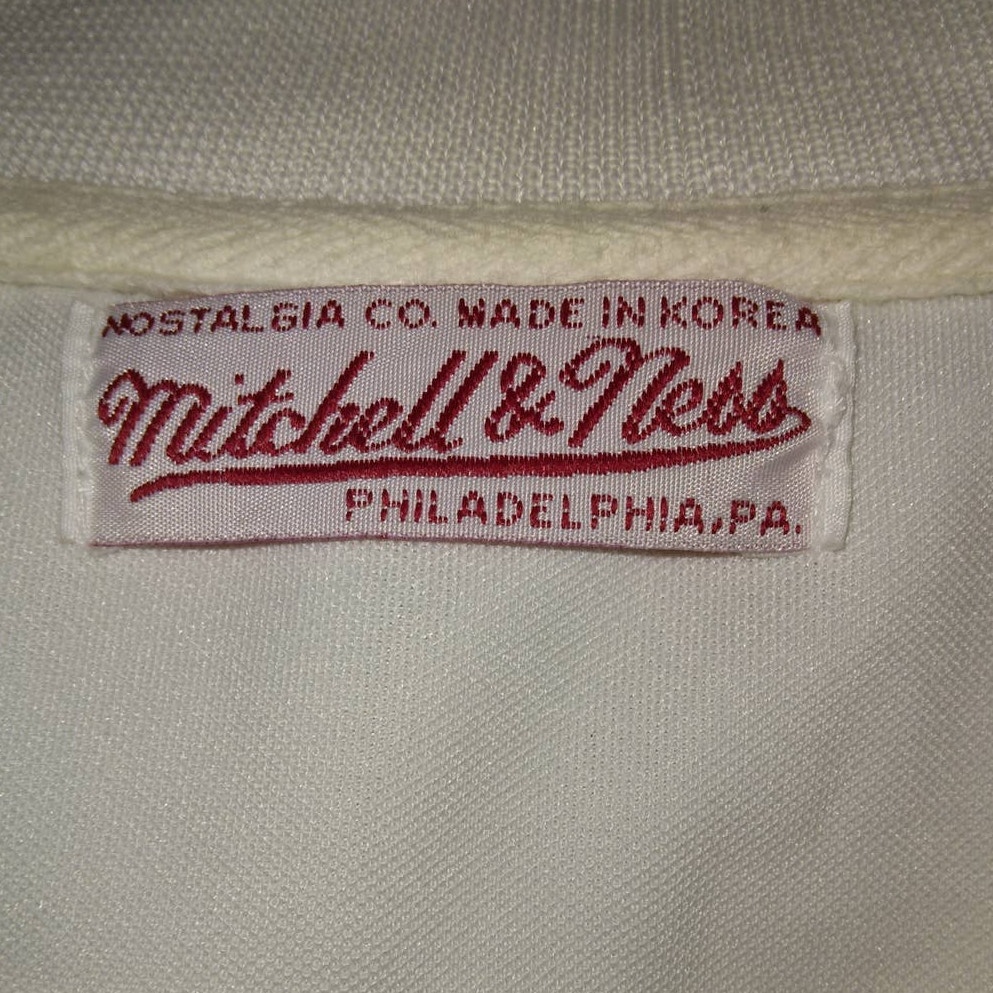 NOSTALGIA CO. MADE IN KOREA
Mitchell & Ness
PHILADELPHIA, PA.